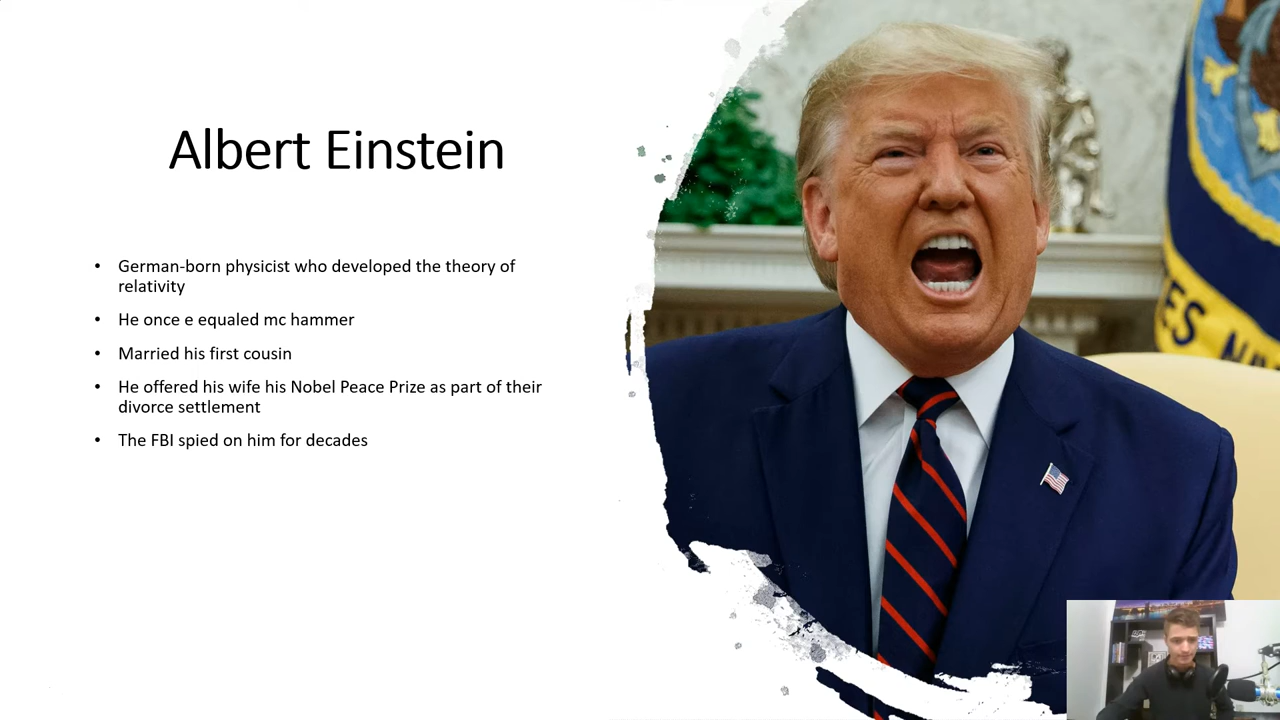 Albert Einstein
• German-born physicist who developed the theory of
relativity
• He once e equaled mc hammer
• Married his first cousin
• He offered his wife his Nobel Peace Prize as part of their
divorce settlement
• The FBI spied on him for decades